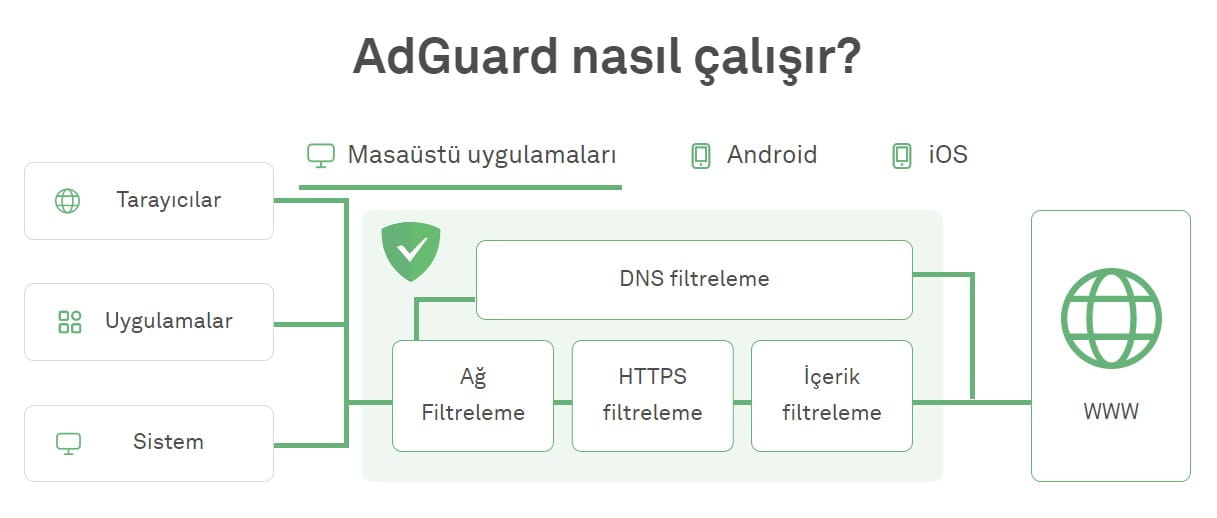 AdGuard nasıl çalışır?
Masaüstü uygulamaları
Android
iOS
Tarayıcılar
Uygulamalar
Sistem
DNS filtreleme
Ağ
Filtreleme
HTTPS
filtreleme
İçerik
filtreleme
WWW